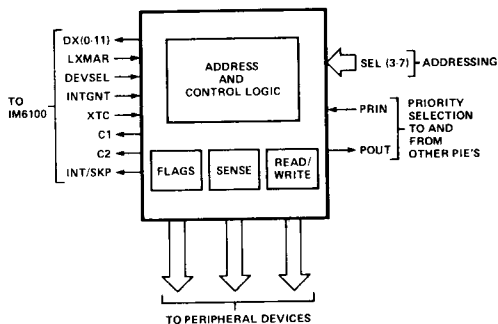 DX(0-11)
LXMAR
DEVSEL
INTGNT
XTC
C1
C2
INT/SKP
TO
IM6100
ADDRESS
AND
CONTROL LOGIC
FLAGS
SENSE
READ/
WRITE
SEL (3-7)
ADDRESSING
PRIN
POUT
PRIORITY
SELECTION
TO AND
FROM
OTHER PIE'S
TO PERIPHERAL DEVICES